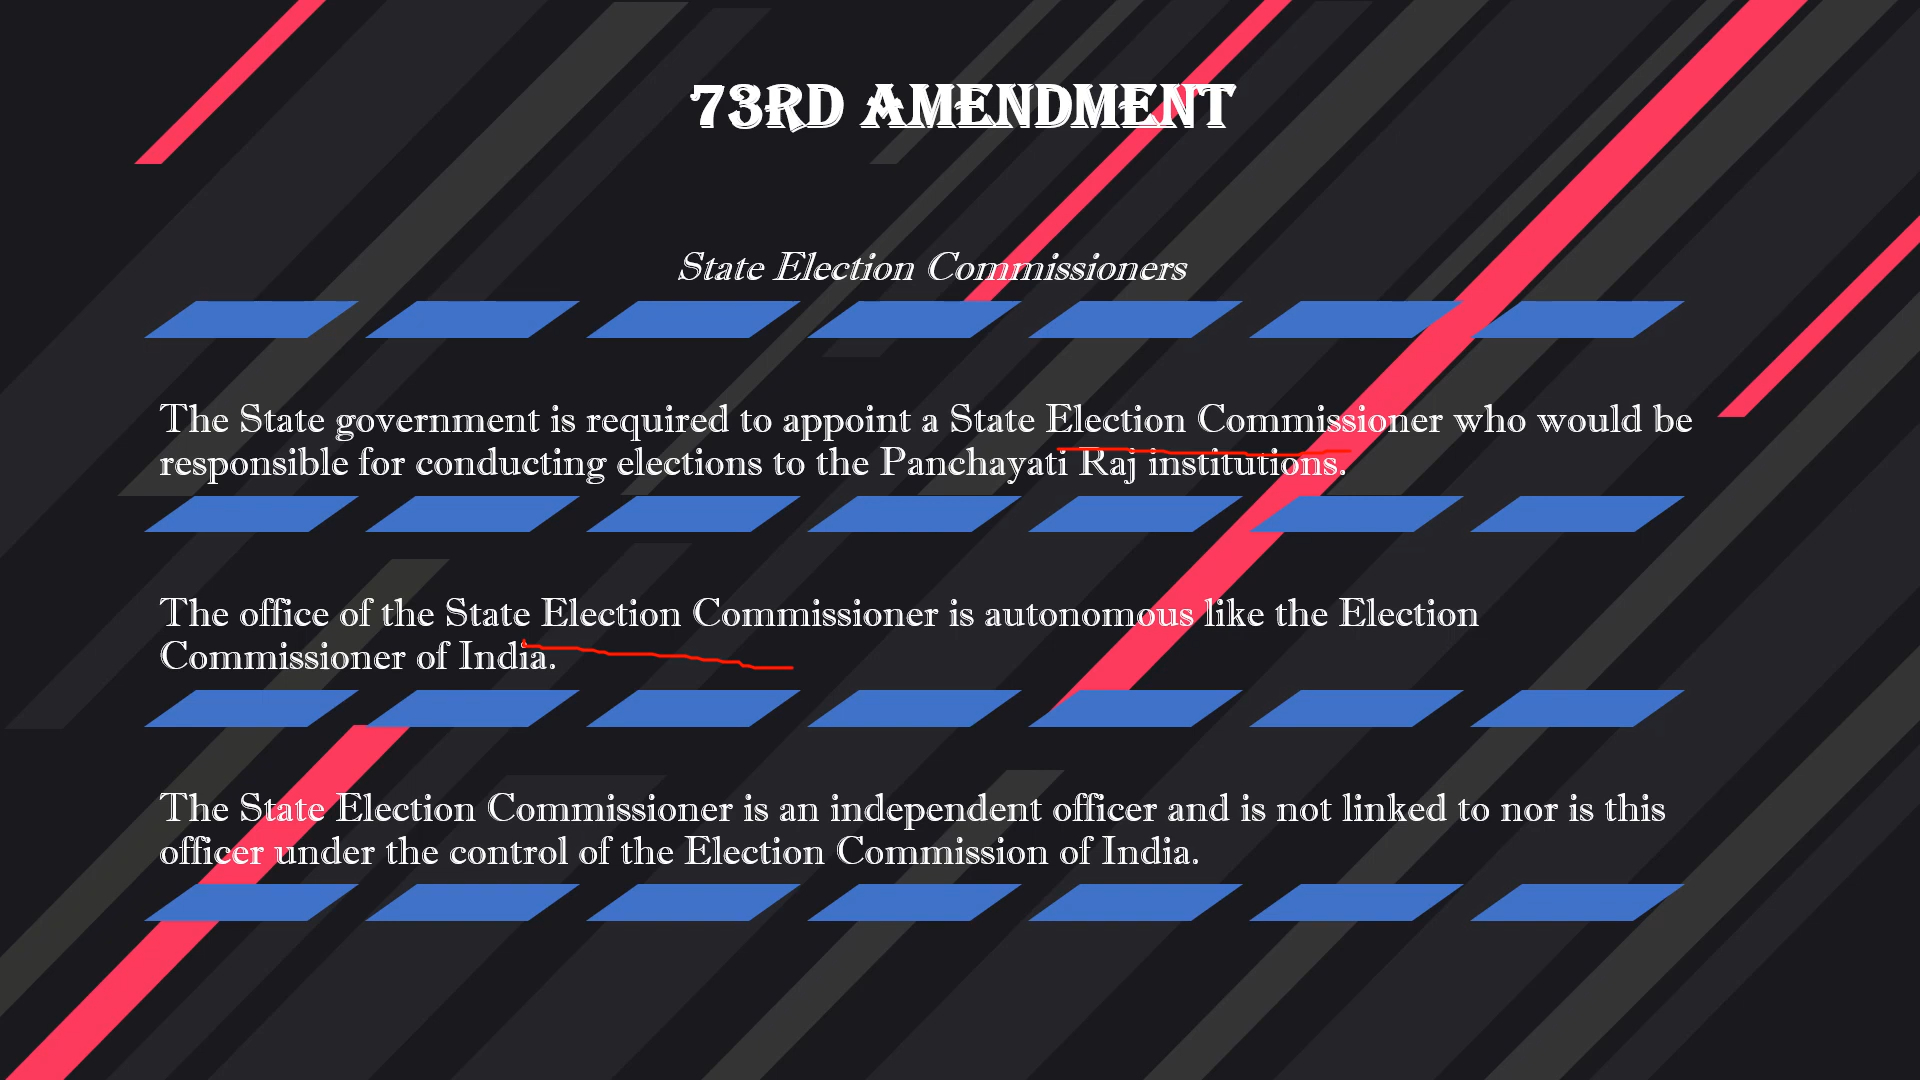 73RD AMENDMENT
State Election Commissioners
The State government is required to appoint a State Election Commissioner who would be
responsible for conducting elections to the Panchayati Raj institutions.
The office of the State Election Commissioner is autonomous like the Election
Commissioner of India.
The State Election Commissioner is an independent officer and is not linked to nor is this
officer under the control of the Election Commission of India.